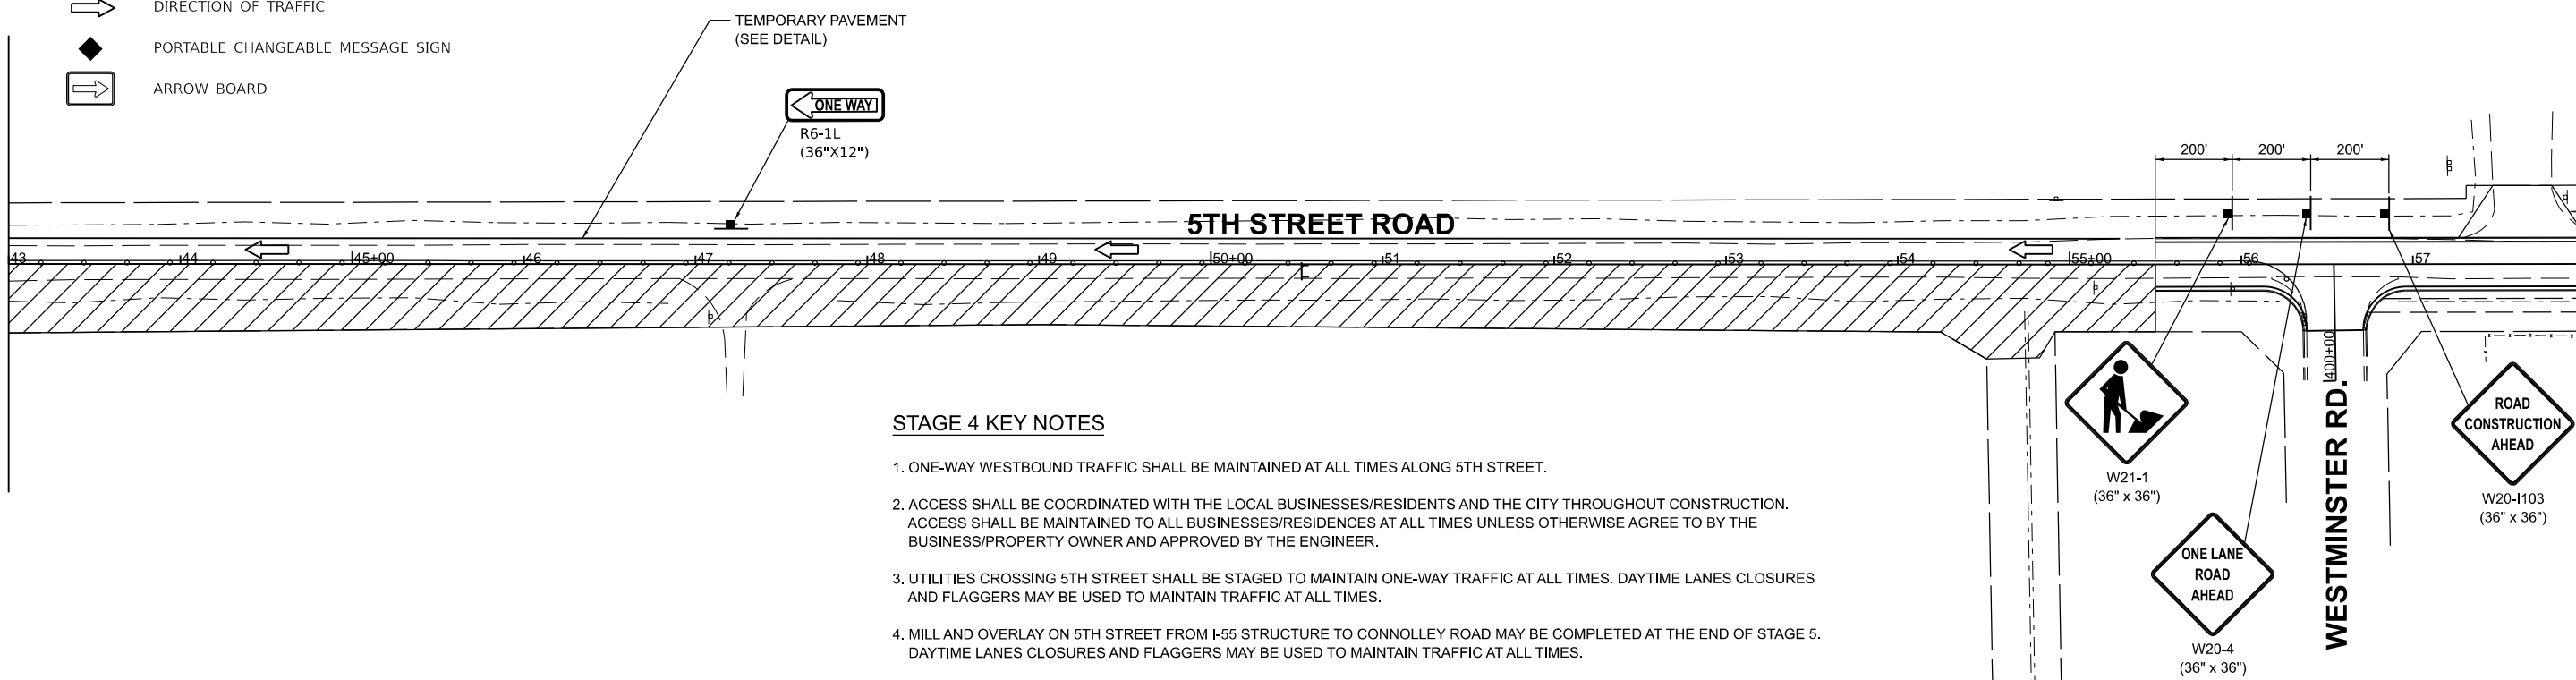 DIRECTION OF TRAFFIC
PORTABLE CHANGEABLE MESSAGE SIGN
ARROW BOARD
TEMPORARY PAVEMENT
(SEE DETAIL)
ONE WAY
R6-1L
(36"X12")
200' 200' 200'
5TH STREET ROAD
43 44 45+00 46 47 48 49 50+00 51 52 53 54 55+00 56 57
400+00
WESTMINSTER RD.
W21-1
(36" x 36")
ONE LANE
ROAD
AHEAD
W20-4
(36" x 36")
ROAD
CONSTRUCTION
AHEAD
W20-I103
(36" x 36")
STAGE 4 KEY NOTES
1. ONE-WAY WESTBOUND TRAFFIC SHALL BE MAINTAINED AT ALL TIMES ALONG 5TH STREET.
2. ACCESS SHALL BE COORDINATED WITH THE LOCAL BUSINESSES/RESIDENTS AND THE CITY THROUGHOUT CONSTRUCTION.
ACCESS SHALL BE MAINTAINED TO ALL BUSINESSES/RESIDENCES AT ALL TIMES UNLESS OTHERWISE AGREE TO BY THE
BUSINESS/PROPERTY OWNER AND APPROVED BY THE ENGINEER.
3. UTILITIES CROSSING 5TH STREET SHALL BE STAGED TO MAINTAIN ONE-WAY TRAFFIC AT ALL TIMES. DAYTIME LANES CLOSURES
AND FLAGGERS MAY BE USED TO MAINTAIN TRAFFIC AT ALL TIMES.
4. MILL AND OVERLAY ON 5TH STREET FROM I-55 STRUCTURE TO CONNOLLEY ROAD MAY BE COMPLETED AT THE END OF STAGE 5.
DAYTIME LANES CLOSURES AND FLAGGERS MAY BE USED TO MAINTAIN TRAFFIC AT ALL TIMES.